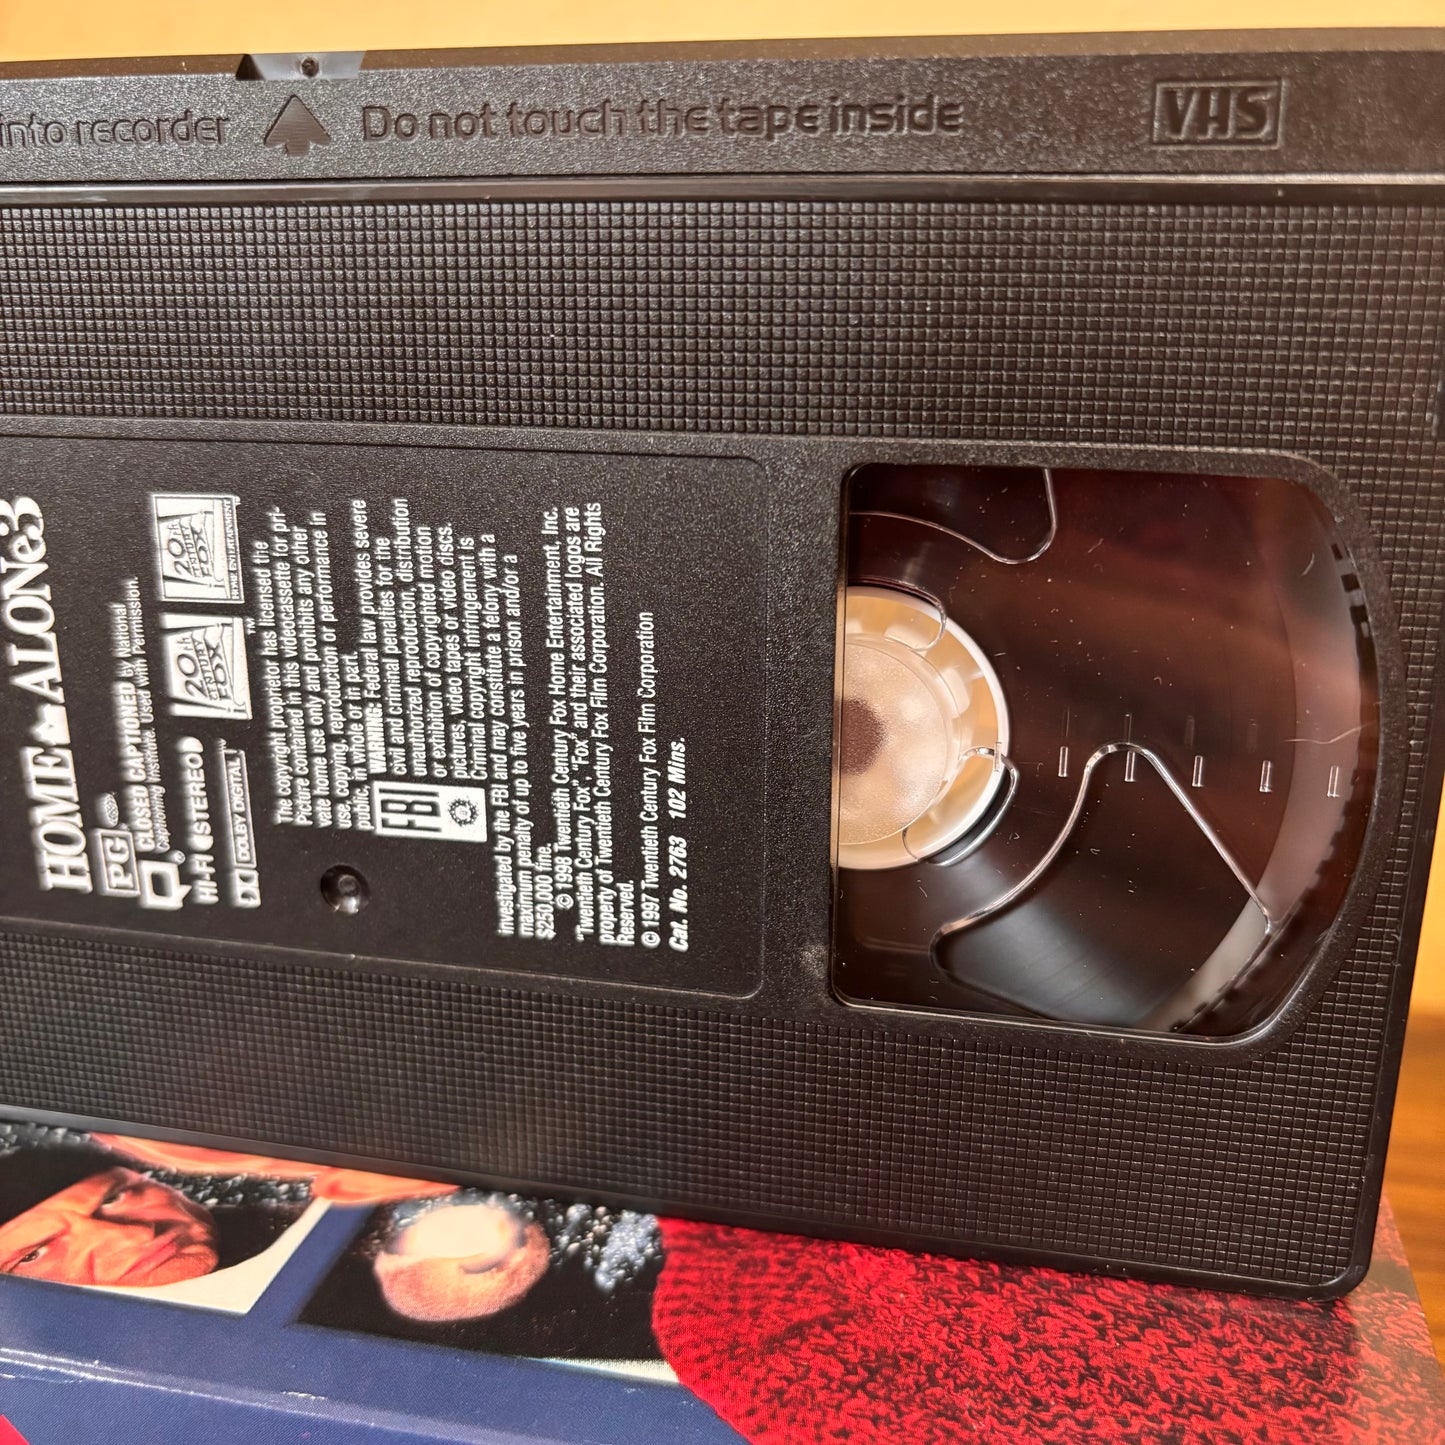 into recorder
Do not touch the tape inside
VHS
HOME ALONe3
PG
CLOSED CAPTIONED by National
Captioning Institute. Used with Permission.
HI-FI STEREO
DOLBY DIGITAL
20th
CENTURY
FOX
20th
CENTURY
FOX
HOME ENTERTAINMENT
The copyright proprietor has licensed the
Picture contained in this videocassette for pri-
vate home use only and prohibits any other
use, copying, reproduction or performance in
public, in whole or in part.
WARNING: Federal law provides severe
civil and criminal penalties for the
unauthorized reproduction, distribution
or exhibition of copyrighted motion
pictures, video tapes or video discs.
Criminal copyright infringement is
investigated by the FBI and may constitute a felony with a
maximum penalty of up to five years in prison and/or a
$250,000 fine.
FBI
© 1998 Twentieth Century Fox Home Entertainment, Inc.
"Twentieth Century Fox", "Fox" and their associated logos are
property of Twentieth Century Fox Film Corporation. All Rights
Reserved.
© 1997 Twentieth Century Fox Film Corporation
Cat. No. 2763 102 Mins.